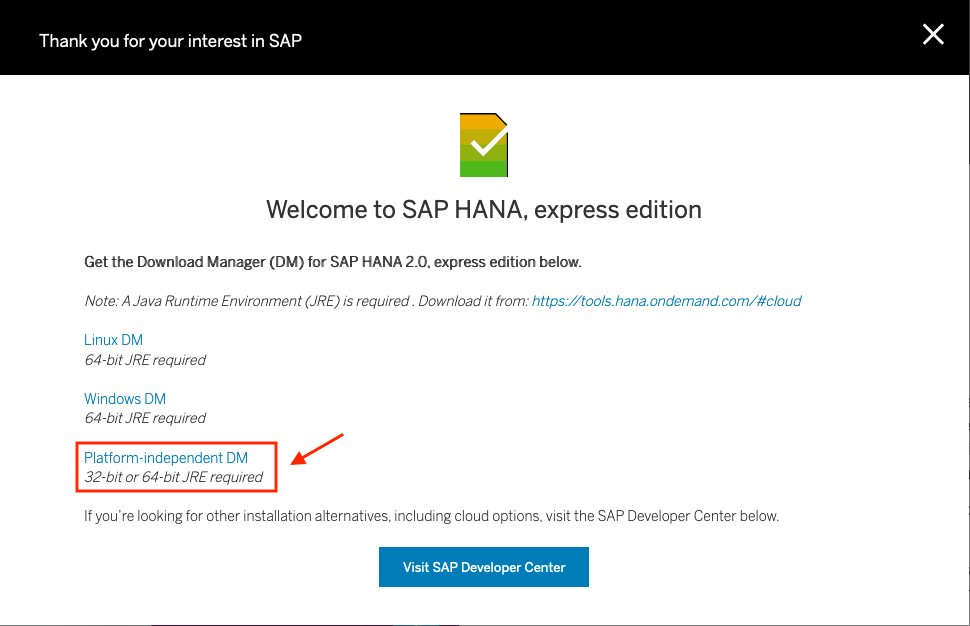 Thank you for your interest in SAP
Welcome to SAP HANA, express edition
Get the Download Manager (DM) for SAP HANA 2.0, express edition below.
Note: A Java Runtime Environment (JRE) is required . Download it from: https://tools.hana.ondemand.com/#cloud
Linux DM
64-bit JRE required
Windows DM
64-bit JRE required
Platform-independent DM
32-bit or 64-bit JRE required
If you're looking for other installation alternatives, including cloud options, visit the SAP Developer Center below.
Visit SAP Developer Center